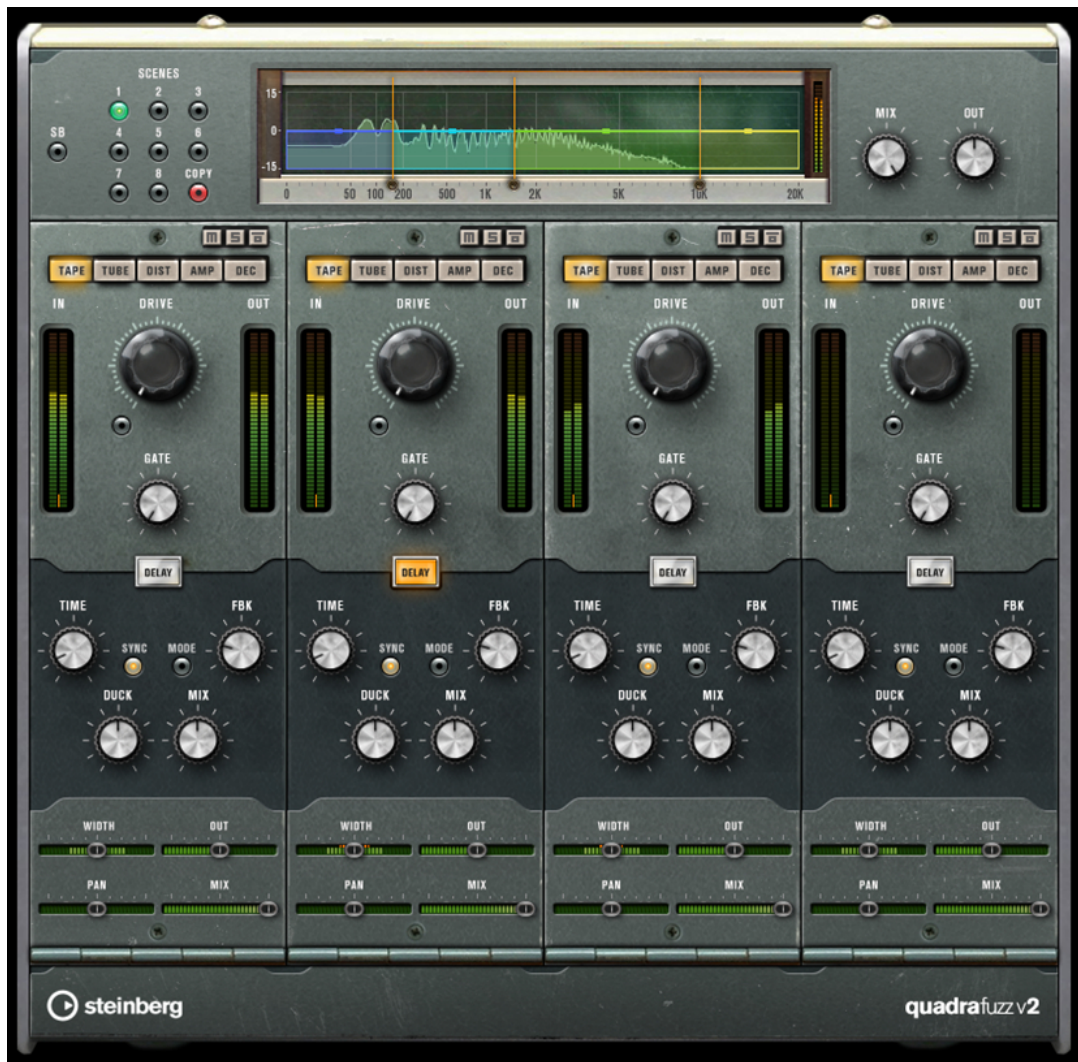 SCENES
1 2 3
SB 4 5 6
7 8 COPY
15
0
-15
0 50 100 200 500 1K 2K 5K 10K 20K
MIX OUT
M S M S M S M S
TAPE TUBE DIST AMP DEC TAPE TUBE DIST AMP DEC TAPE TUBE DIST AMP DEC TAPE TUBE DIST AMP DEC
IN DRIVE OUT IN DRIVE OUT IN DRIVE OUT IN DRIVE OUT
GATE GATE GATE GATE
DELAY DELAY DELAY DELAY
TIME FBK TIME FBK TIME FBK TIME FBK
SYNC MODE SYNC MODE SYNC MODE SYNC MODE
DUCK MIX DUCK MIX DUCK MIX DUCK MIX
WIDTH OUT WIDTH OUT WIDTH OUT WIDTH OUT
PAN MIX PAN MIX PAN MIX PAN MIX
steinberg quadrafuzz v2